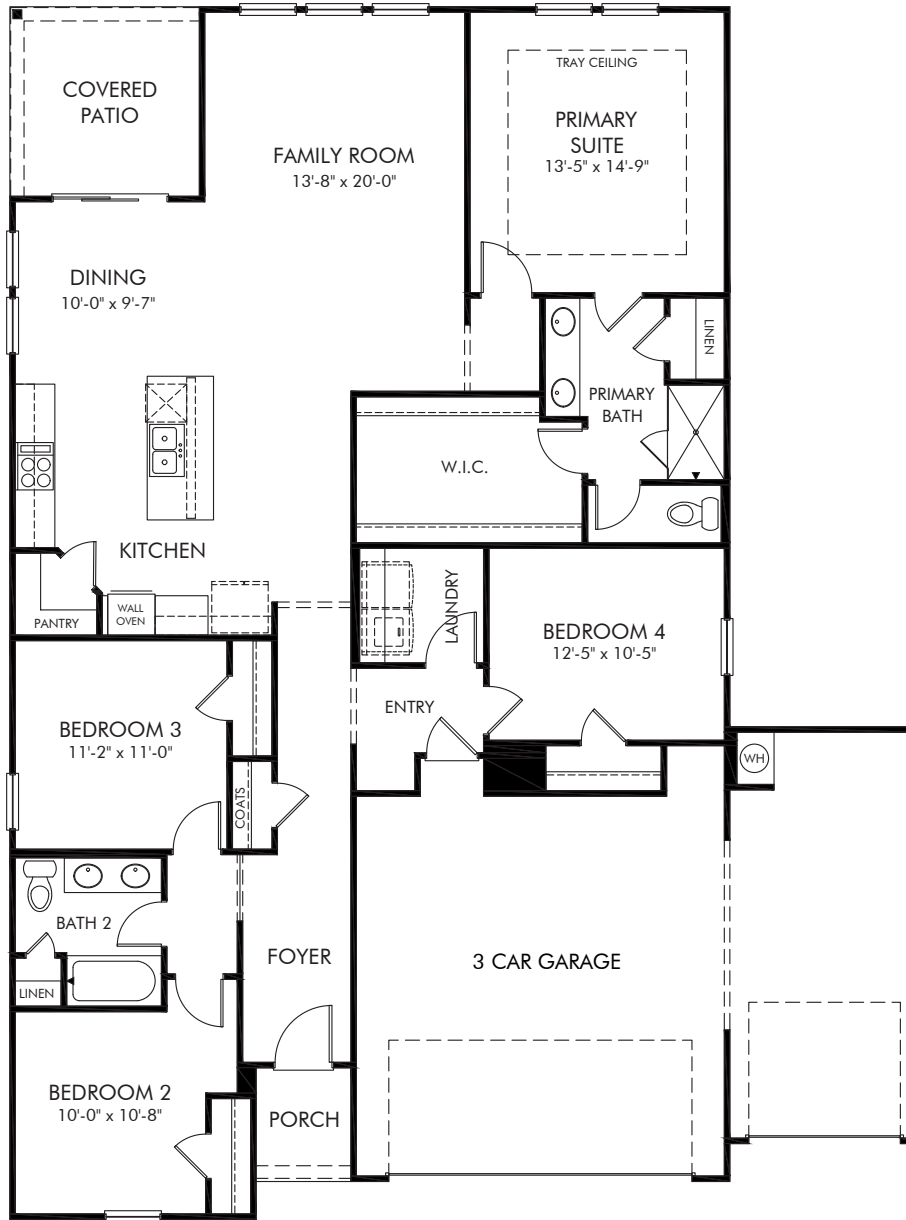 COVERED
PATIO
TRAY CEILING
PRIMARY
SUITE
13'-5" x 14'-9"
FAMILY ROOM
13'-8" x 20'-0"
DINING
10'-0" x 9'-7"
LINEN
PRIMARY
BATH
W.I.C.
KITCHEN
PANTRY
WALL
OVEN
LAUNDRY
BEDROOM 4
12'-5" x 10'-5"
ENTRY
BEDROOM 3
11'-2" x 11'-0"
WH
COATS
BATH 2
FOYER
3 CAR GARAGE
LINEN
BEDROOM 2
10'-0" x 10'-8"
PORCH